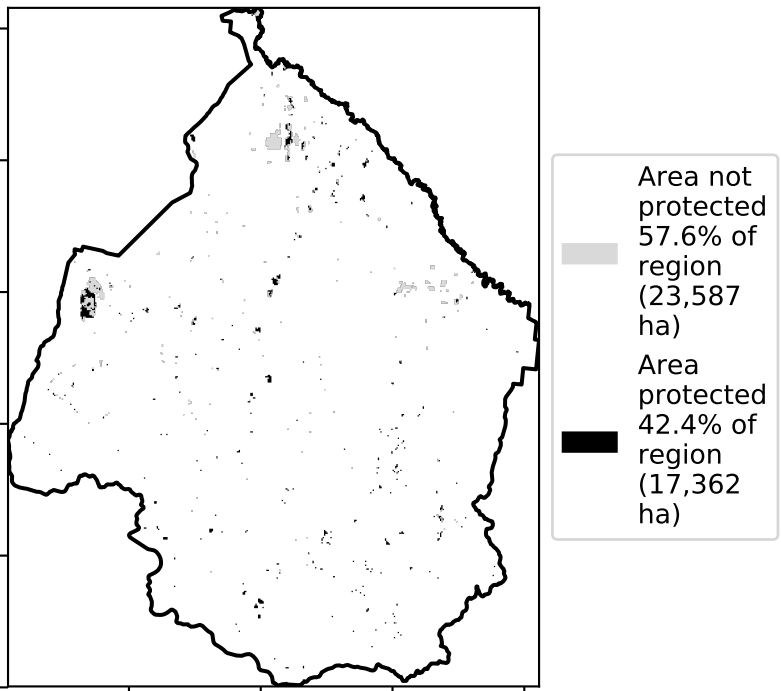 Area not
protected
57.6% of
region
(23,587
ha)
Area
protected
42.4% of
region
(17,362
ha)